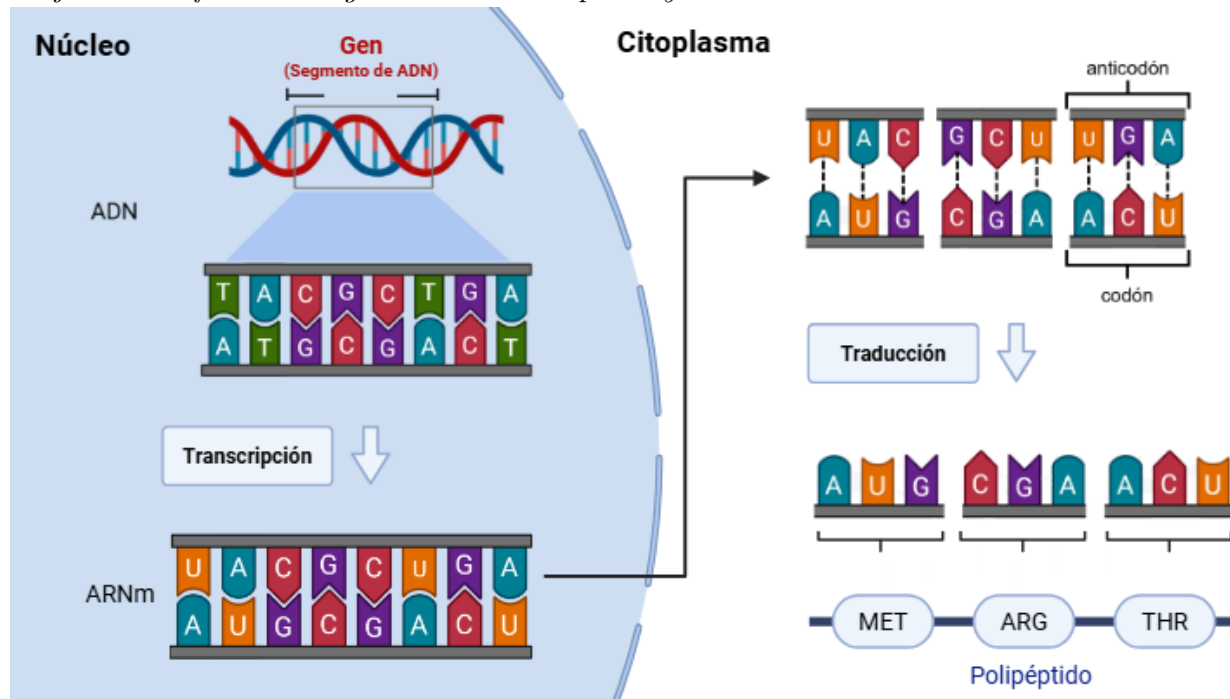 Núcleo
Gen
(Segmento de ADN)
ADN
T A C G C T G A
A T G C G A C T
Transcripción
ARNm
U A C G C U G A
A U G C G A C U
Citoplasma
anticodón
U A C G C U U G A
A U G C G A A C U
codón
Traducción
A U G C G A A C U
MET ARG THR
Polipéptido